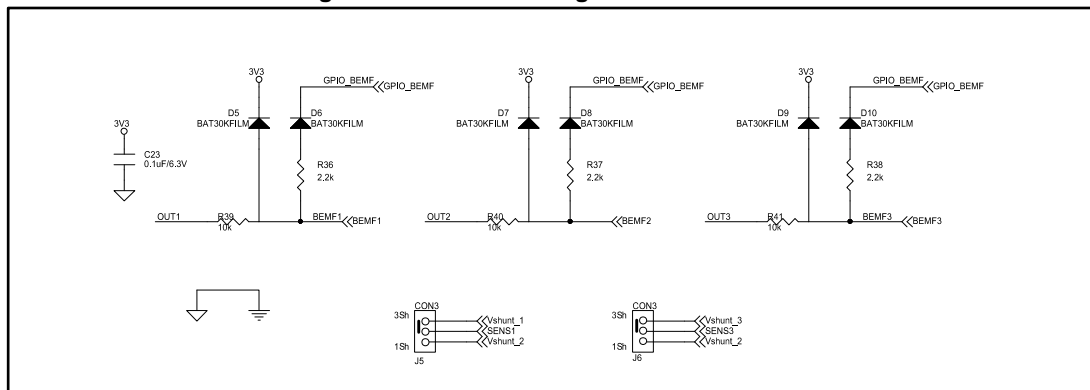 3V3
GPIO_BEMF
GPIO_BEMF
D5
BAT30KFILM
D6
BAT30KFILM
3V3
GPIO_BEMF
GPIO_BEMF
D7
BAT30KFILM
D8
BAT30KFILM
3V3
GPIO_BEMF
GPIO_BEMF
D9
BAT30KFILM
D10
BAT30KFILM
3V3
C23
0.1uF/6.3V
R36
2.2k
R37
2.2k
R38
2.2k
OUT1
R39
10k
BEMF1
BEMF1
OUT2
R40
10k
BEMF2
OUT3
R41
10k
BEMF3
BEMF3
CON3
3Sh
1Sh
Vshunt_1
SENS1
Vshunt_2
J5
CON3
3Sh
1Sh
Vshunt_3
SENS3
Vshunt_2
J6